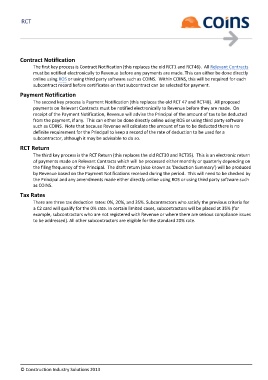 RCT
coins
Contract Notification
The first key process is Contract Notification (this replaces the old RCT1 and RCT46). All Relevant Contracts
must be notified electronically to Revenue before any payments are made. This can either be done directly
online using ROS or using third party software such as COINS. Within COINS, this will be required for each
subcontract record before certificates on that subcontract can be selected for payment.
Payment Notification
The second key process is Payment Notification (this replaces the old RCT 47 and RCT48). All proposed
payments on Relevant Contracts must be notified electronically to Revenue before they are made. On
receipt of the Payment Notification, Revenue will advise the Principal of the amount of tax to be deducted
from the payment, if any. This can either be done directly online using ROS or using third party software
such as COINS. Note that because Revenue will calculate the amount of tax to be deducted there is no
definite requirement for the Principal to keep a record of the rate of deduction to be used for a
subcontractor, although it may be advisable to do so.
RCT Return
The third key process is the RCT Return (this replaces the old RCT30 and RCT35). This is an electronic return
of payments made on Relevant Contracts which will be processed either monthly or quarterly depending on
the filing frequency of the Principal. The draft return (also known as 'Deduction Summary') will be produced
by Revenue based on the Payment Notifications received during the period. This will need to be checked by
the Principal and any amendments made either directly online using ROS or using third party software such
as COINS.
Tax Rates
There are three tax deduction rates: 0%, 20%, and 35%. Subcontractors who satisfy the previous criteria for
a C2 card will qualify for the 0% rate. In certain limited cases, subcontractors will be placed at 35% (for
example, subcontractors who are not registered with Revenue or where there are serious compliance issues
to be addressed). All other subcontractors are eligible for the standard 20% rate.
© Construction Industry Solutions 2013